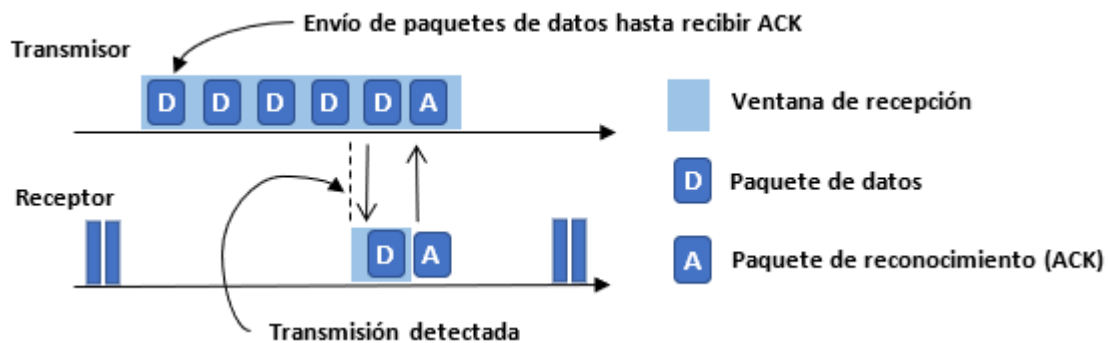 Envío de paquetes de datos hasta recibir ACK
Transmisor
D D D D D A
Ventana de recepción
D Paquete de datos
Receptor
D A
A Paquete de reconocimiento (ACK)
Transmisión detectada